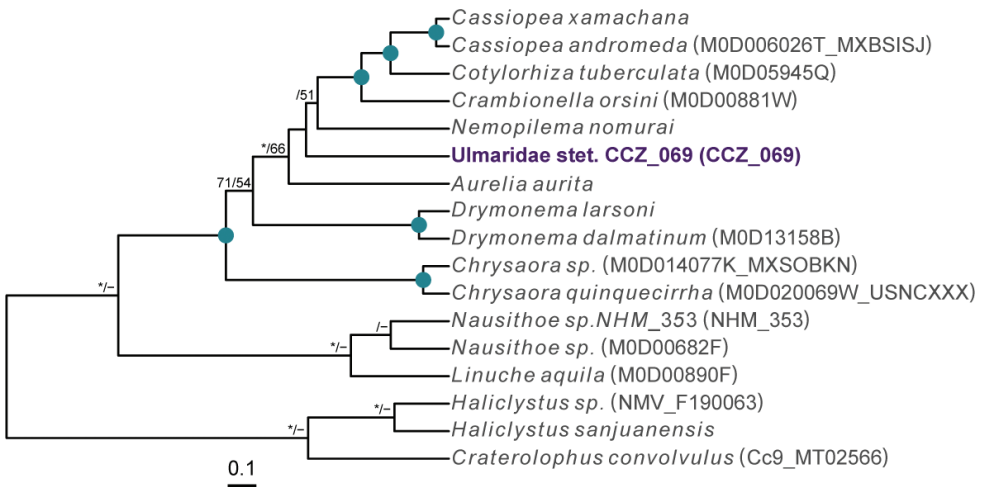 Cassiopea xamachana
Cassiopea andromeda (M0D006026T_MXBSISJ)
Cotylorhiza tuberculata (M0D05945Q)
/51
Crambionella orsini (M0D00881W)
Nemopilema nomurai
*/66
Ulmaridae stet. CCZ_069 (CCZ_069)
71/54
Aurelia aurita
Drymonema larsoni
Drymonema dalmatinum (M0D13158B)
Chrysaora sp. (M0D014077K_MXSOBKN)
*/–
Chrysaora quinquecirrha (M0D020069W_USNCXXX)
/–
Nausithoe sp.NHM_353 (NHM_353)
*/–
Nausithoe sp. (M0D00682F)
Linuche aquila (M0D00890F)
*/–
Haliclystus sp. (NMV_F190063)
*/–
Haliclystus sanjuanensis
Craterolophus convolvulus (Cc9_MT02566)
0.1